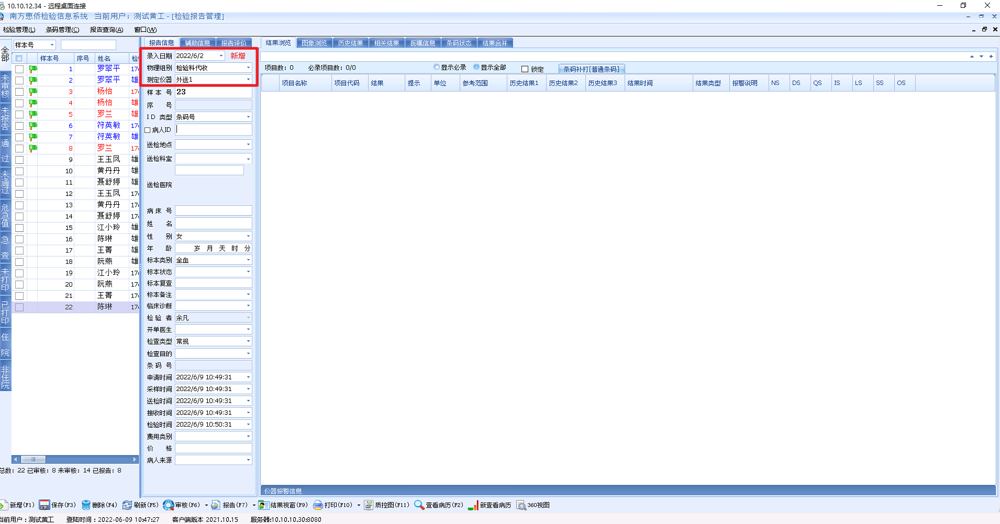 10.10.12.34 - 远程桌面连接
南方惠侨检验信息系统 当前用户：测试黄工 - [检验报告管理]
检验管理(L) 条码管理(C) 报告查询(A) 窗口(W)
样本号
报告信息 辅助信息 报告评价
结果浏览 图象浏览 历史结果 相关结果 医嘱信息 条码状态 结果合并
全部
未审核
未报告
通过
未通过
危急值
急查
未打印
已打印
住院
非住院
样本号 序号 姓名 检
1 罗翠平 17
2 罗翠平 雄
3 杨怡 17
4 杨怡 雄
5 罗兰 雄
6 符英敏 17
7 符英敏 雄
8 罗兰 17
9 王玉凤 雄
10 黄丹丹 雄
11 聂舒婷 雄
12 王玉凤 17
13 黄丹丹 17
14 聂舒婷 17
15 江小玲 雄
16 陈琳 雄
17 王菁 雄
18 阮燕 雄
19 江小玲 17
20 阮燕 17
21 王菁 17
22 陈琳 17
总数：22 已审核：8 未审核：14 已报告：8
录入日期 2022/6/2 新增
物理组别 检验科代收
测定仪器 外送1
样本号 23
序号
ID 类型 条码号
病人ID
送检地点
送检科室
送检医院
病床号
姓名
性别 女
年龄 岁 月 天 时 分
标本类别 全血
标本状态
标本复查
标本备注
临床诊断
检验者 余凡
开单医生
检查类型 常规
检查目的
条码号
申请时间 2022/6/9 10:49:31
采样时间 2022/6/9 10:49:31
送检时间 2022/6/9 10:49:31
接收时间 2022/6/9 10:49:31
检验时间 2022/6/9 10:50:31
费用类别
价格
病人来源
项目数：0 必录项目数：0/0 显示必录 显示全部 锁定 条码补打[普通条码]
项目名称 项目代码 结果 提示 单位 参考范围 历史结果1 历史结果2 历史结果3 结果时间 结果类型 报警说明 NS DS QS IS LS SS OS
仪器报警信息
新增(F1) 保存(F3) 删除(F4) 刷新(F5) 审核(F6) 报告(F7) 结果视窗(F9) 打印(F10) 质控图(F11) 查看病历(F2) 新查看病历 360视图
当前用户：测试黄工 登陆时间：2022-06-09 10:47:27 客户端版本 2021.10.15 服务器:10.10.10.30:8080